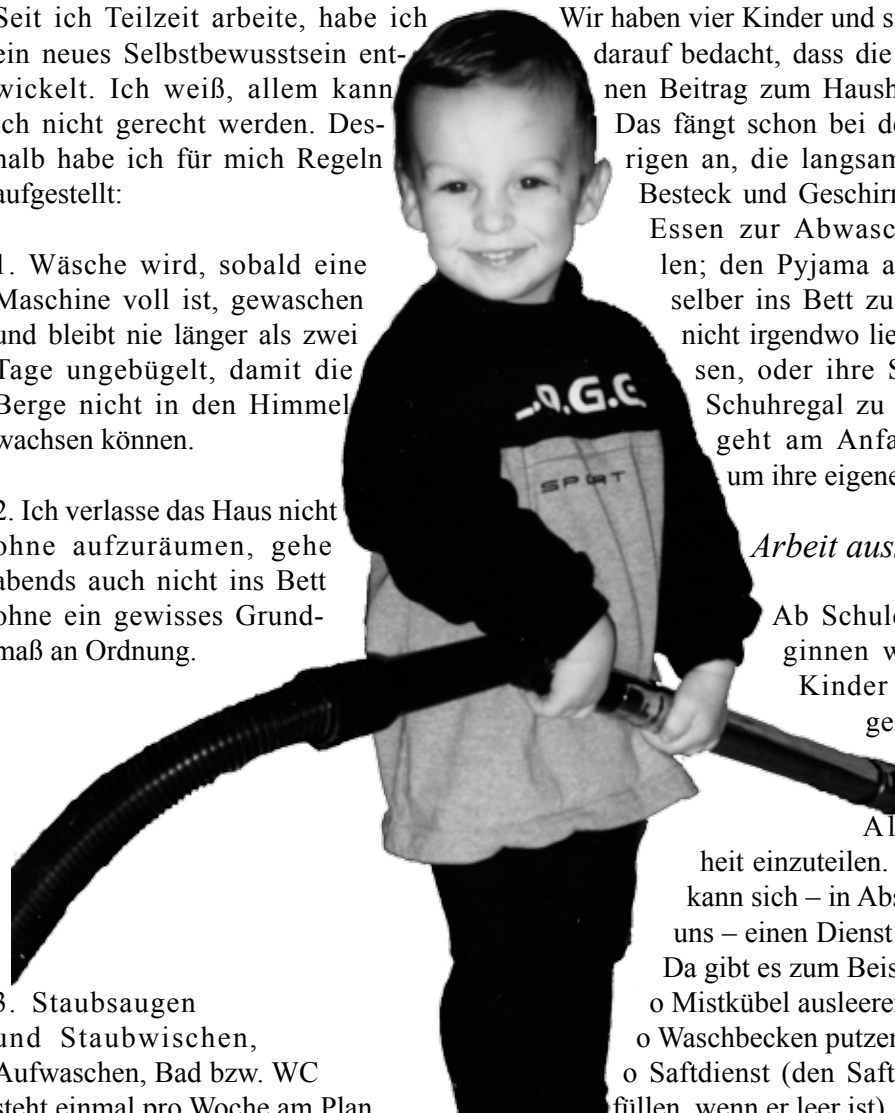 Seit ich Teilzeit arbeite, habe ich
ein neues Selbstbewusstsein ent-
wickelt. Ich weiß, allem kann
ich nicht gerecht werden. Des-
halb habe ich für mich Regeln
aufgestellt:
1. Wäsche wird, sobald eine
Maschine voll ist, gewaschen
und bleibt nie länger als zwei
Tage ungebügelt, damit die
Berge nicht in den Himmel
wachsen können.
2. Ich verlasse das Haus nicht
ohne aufzuräumen, gehe
abends auch nicht ins Bett
ohne ein gewisses Grund-
maß an Ordnung.
3. Staubsaugen
und Staubwischen,
Aufwaschen, Bad bzw. WC
steht einmal pro Woche am Plan
Wir haben vier Kinder und s
darauf bedacht, dass die
nen Beitrag zum Haush
Das fängt schon bei de
rigen an, die langsam
Besteck und Geschirr
Essen zur Abwasc
len; den Pyjama a
selber ins Bett zu
nicht irgendwo lie
sen, oder ihre S
Schuhregal zu
geht am Anfa
um ihre eigene
Arbeit aus
Ab Schul
ginnen w
Kinder
ge
Al
heit einzuteilen.
kann sich – in Abs
uns – einen Dienst
Da gibt es zum Beis
o Mistkübel ausleere
o Waschbecken putzen
o Saftdienst (den Saft
füllen, wenn er leer ist)
SPORT